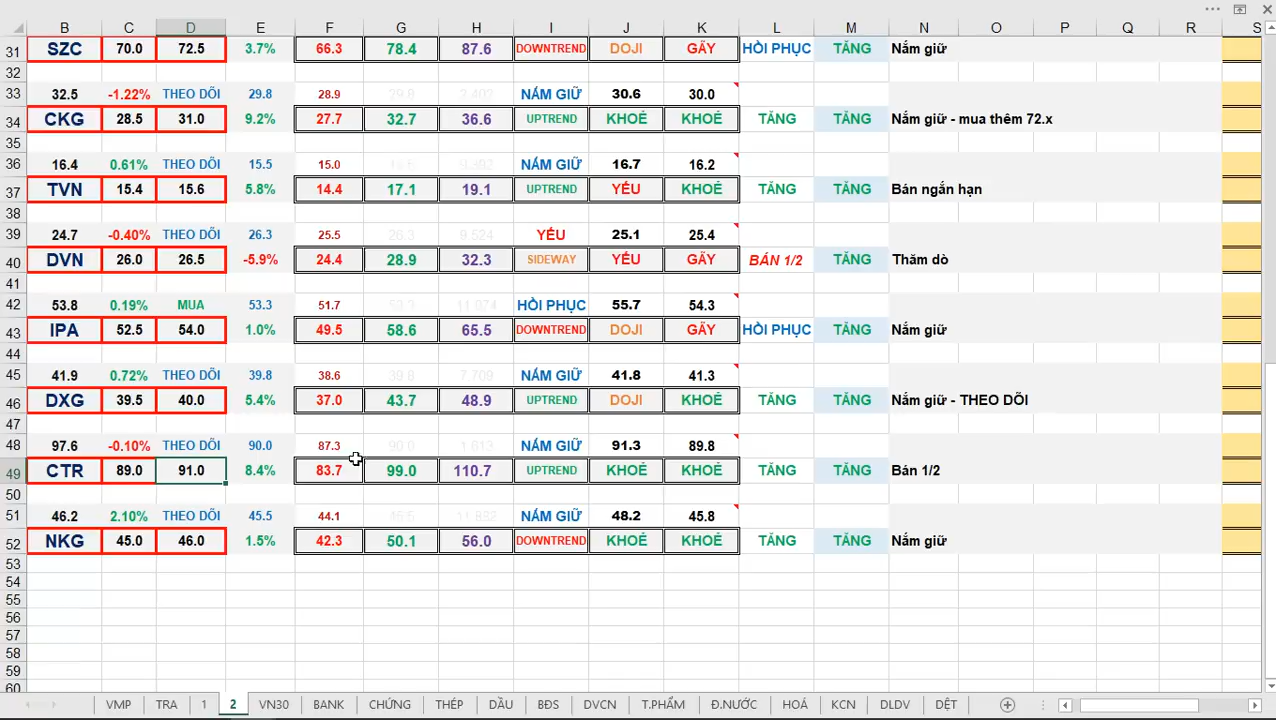 B C D E F G H I J K L M N O P Q R S
31 SZC 70.0 72.5 3.7% 66.3 78.4 87.6 DOWNTREND DOJI GÃY HỒI PHỤC TĂNG Nắm giữ
32
33 32.5 -1.22% THEO DÕI 29.8 28.9 29.8 NẮM GIỮ 30.6 30.0
34 CKG 28.5 31.0 9.2% 27.7 32.7 36.6 UPTREND KHOẺ KHOẺ TĂNG TĂNG Nắm giữ - mua thêm 72.x
35
36 16.4 0.61% THEO DÕI 15.5 15.0 NẮM GIỮ 16.7 16.2
37 TVN 15.4 15.6 5.8% 14.4 17.1 19.1 UPTREND YẾU KHOẺ TĂNG TĂNG Bán ngắn hạn
38
39 24.7 -0.40% THEO DÕI 26.3 25.5 26.3 9.524 YẾU 25.1 25.4
40 DVN 26.0 26.5 -5.9% 24.4 28.9 32.3 SIDEWAY YẾU GÃY BÁN 1/2 TĂNG Thăm dò
41
42 53.8 0.19% MUA 53.3 51.7 53.3 HỒI PHỤC 55.7 54.3
43 IPA 52.5 54.0 1.0% 49.5 58.6 65.5 DOWNTREND DOJI GÃY HỒI PHỤC TĂNG Nắm giữ
44
45 41.9 0.72% THEO DÕI 39.8 38.6 39.8 7.709 NẮM GIỮ 41.8 41.3
46 DXG 39.5 40.0 5.4% 37.0 43.7 48.9 UPTREND DOJI KHOẺ TĂNG TĂNG Nắm giữ - THEO DÕI
47
48 97.6 -0.10% THEO DÕI 90.0 87.3 90.0 1.613 NẮM GIỮ 91.3 89.8
49 CTR 89.0 91.0 8.4% 83.7 99.0 110.7 UPTREND KHOẺ KHOẺ TĂNG TĂNG Bán 1/2
50
51 46.2 2.10% THEO DÕI 45.5 44.1 NẮM GIỮ 48.2 45.8
52 NKG 45.0 46.0 1.5% 42.3 50.1 56.0 DOWNTREND KHOẺ KHOẺ TĂNG TĂNG Nắm giữ
53
54
55
56
57
58
59
60
VMP TRA 1 2 VN30 BANK CHỨNG THÉP DẦU BĐS DVCN T.PHẨM Đ.NƯỚC HOÁ KCN DLDV DỆT